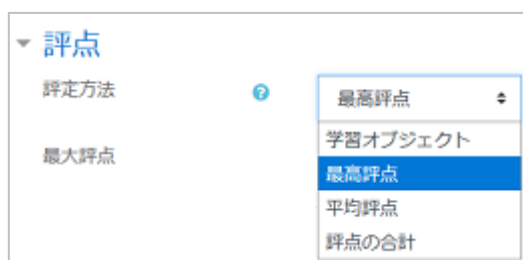 評点
評定方法
最高評点
最大評点
学習オブジェクト
最高評点
平均評点
評点の合計